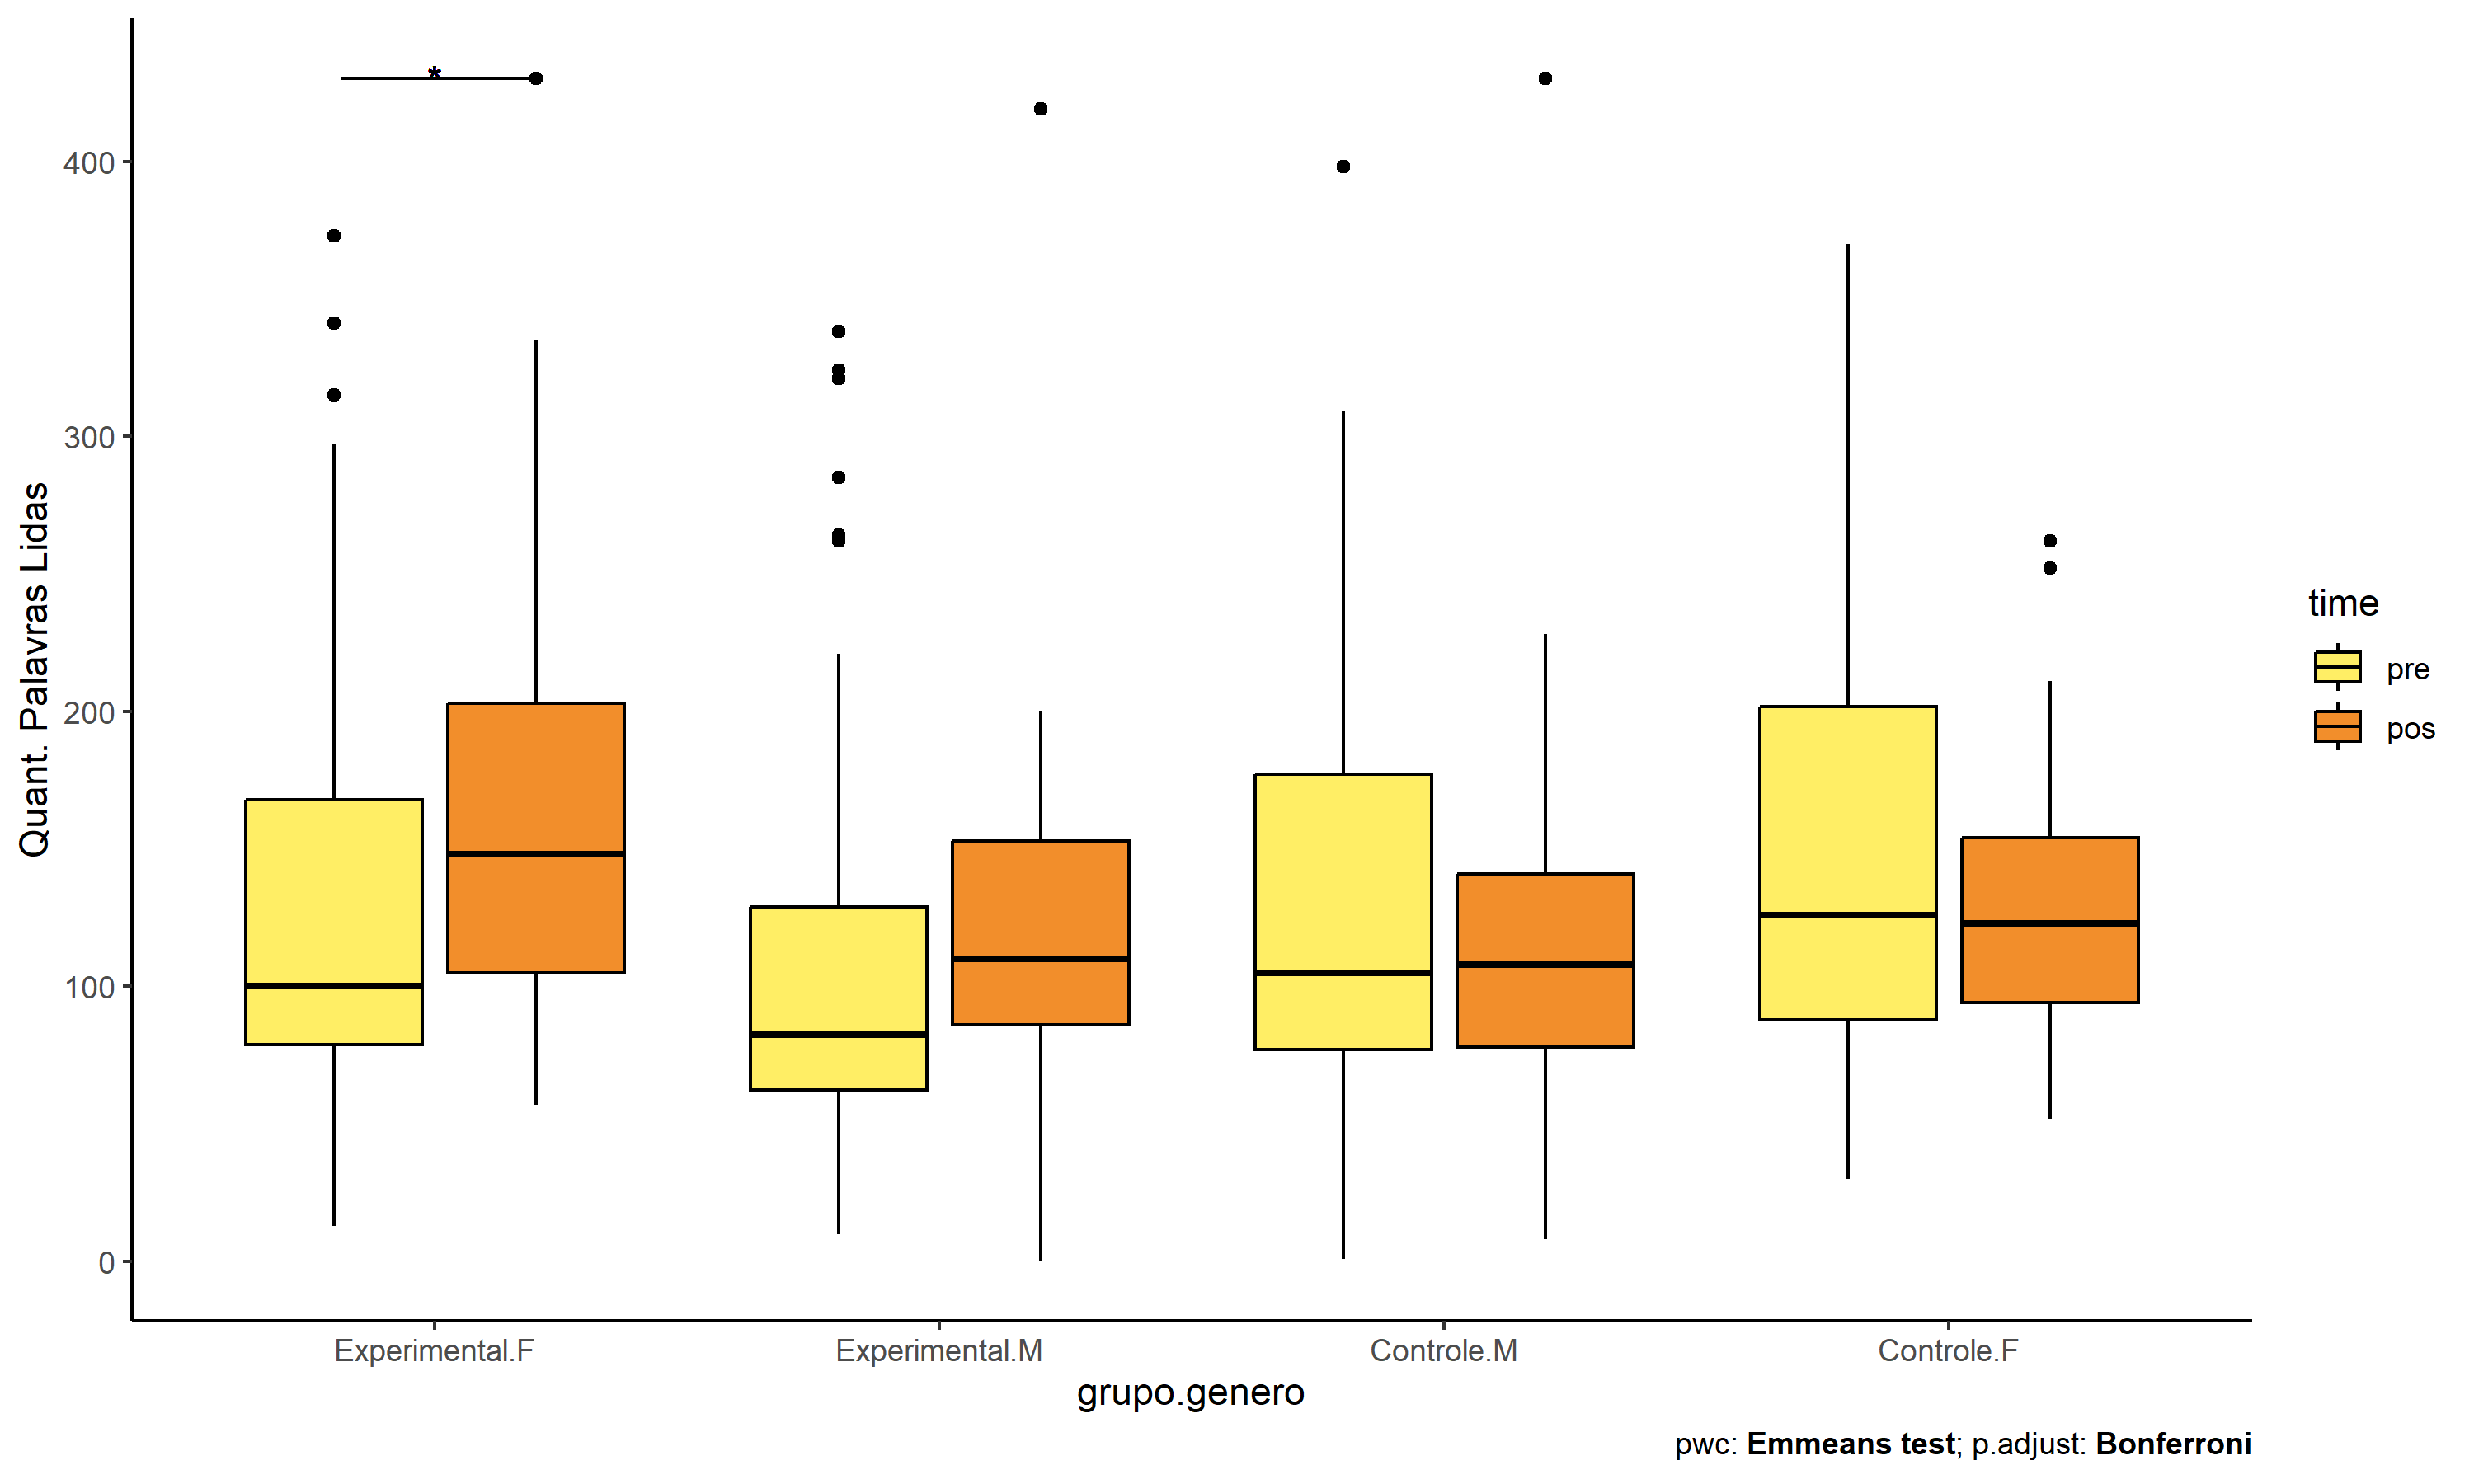 *
Quant. Palavras Lidas
400
300
200
100
0
Experimental.F
Experimental.M
Controle.M
Controle.F
grupo.genero
time
pre
pos
pwc: Emmeans test; p.adjust: Bonferroni